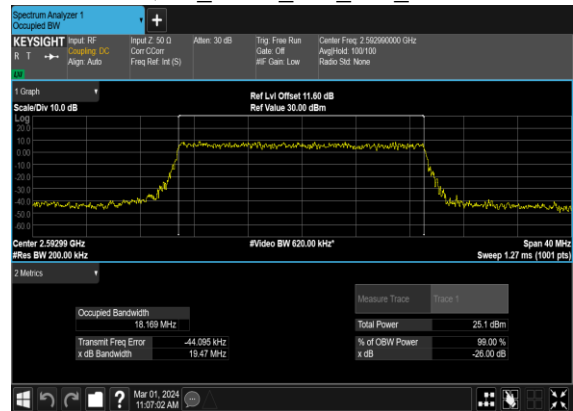 Spectrum Analyzer 1
Occupied BW
+
KEYSIGHT
R T
LXI
Input: RF
Coupling: DC
Align: Auto
Input Z: 50 Ω
Corr CCorr
Freq Ref: Int (S)
Atten: 30 dB
Trig: Free Run
Gate: Off
#IF Gain: Low
Center Freq: 2.592990000 GHz
Avg|Hold: 100/100
Radio Std: None
1 Graph
Scale/Div 10.0 dB
Ref Lvl Offset 11.60 dB
Ref Value 30.00 dBm
Log
20.0
10.0
0.00
-10.0
-20.0
-30.0
-40.0
-50.0
-60.0
Center 2.59299 GHz
#Res BW 200.00 kHz
#Video BW 620.00 kHz*
Span 40 MHz
Sweep 1.27 ms (1001 pts)
2 Metrics
Measure Trace Trace 1
Occupied Bandwidth
18.169 MHz
Total Power 25.1 dBm
Transmit Freq Error -44.095 kHz
% of OBW Power 99.00 %
x dB Bandwidth 19.47 MHz
x dB -26.00 dB
?
Mar 01, 2024
11:07:02 AM